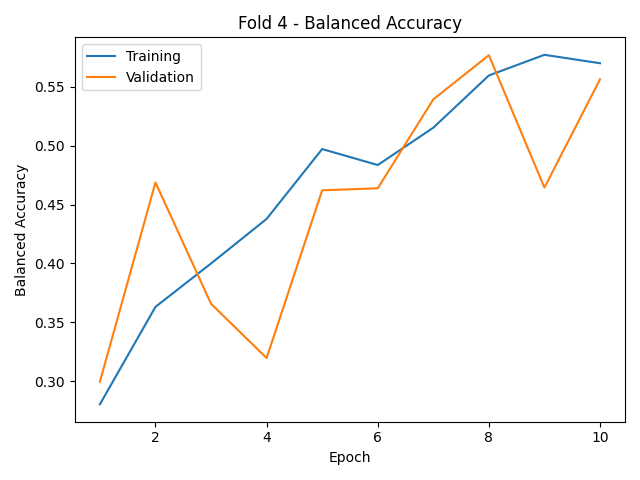 Fold 4 - Balanced Accuracy
Training
Validation
Balanced Accuracy
0.55
0.50
0.45
0.40
0.35
0.30
2
4
6
8
10
Epoch